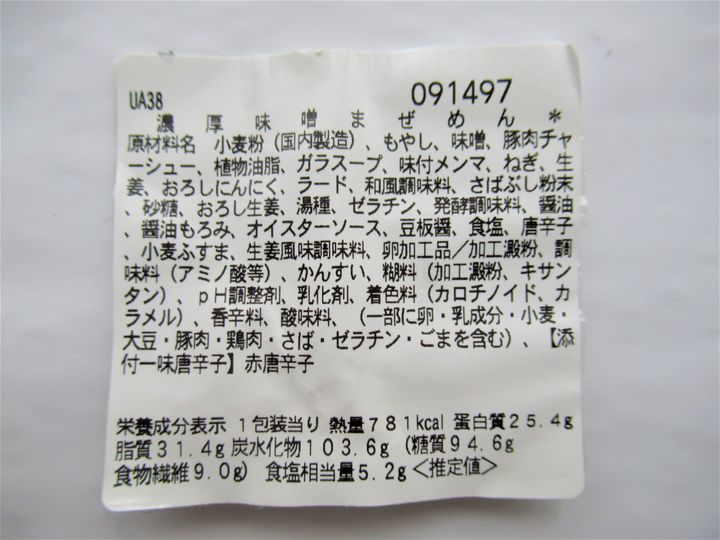 UA38 091497
濃厚味噌まぜめん＊
原材料名 小麦粉（国内製造）、もやし、味噌、豚肉チャ
ーシュー、植物油脂、ガラスープ、味付メンマ、ねぎ、生
姜、おろしにんにく、ラード、和風調味料、さばぶし粉末
、砂糖、おろし生姜、湯種、ゼラチン、発酵調味料、醤油
、醤油もろみ、オイスターソース、豆板醤、食塩、唐辛子
、小麦ふすま、生姜風味調味料、卵加工品／加工澱粉、調
味料（アミノ酸等）、かんすい、糊料（加工澱粉、キサン
タン）、ｐＨ調整剤、乳化剤、着色料（カロチノイド、カ
ラメル）、香辛料、酸味料、（一部に卵・乳成分・小麦・
大豆・豚肉・鶏肉・さば・ゼラチン・ごまを含む）、【添
付一味唐辛子】赤唐辛子
栄養成分表示 １包装当り 熱量７８１kcal 蛋白質２５.４g
脂質３１.４g 炭水化物１０３.６g （糖質９４.６g
食物繊維９.０g） 食塩相当量５.２g＜推定値＞